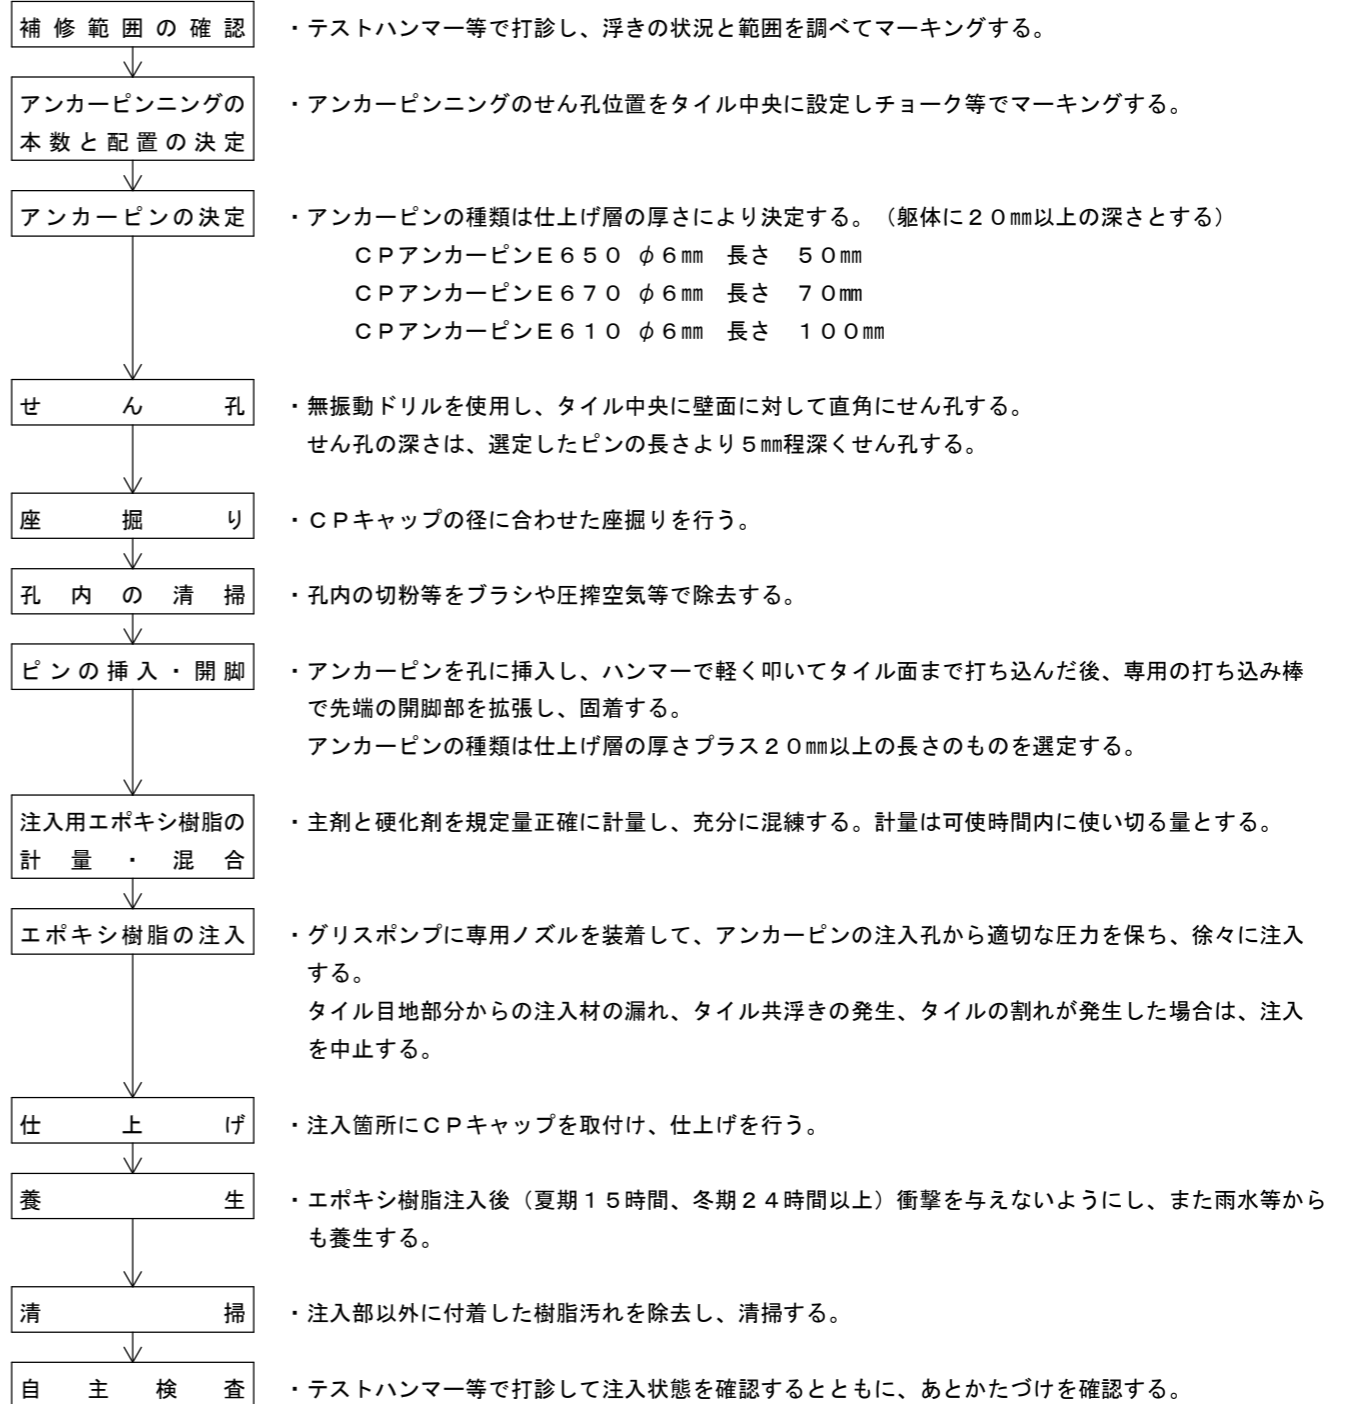 補修範囲の確認
・テストハンマー等で打診し、浮きの状況と範囲を調べてマーキングする。
アンカーピンニングの
本数と配置の決定
・アンカーピンニングのせん孔位置をタイル中央に設定しチョーク等でマーキングする。
アンカーピンの決定
・アンカーピンの種類は仕上げ層の厚さにより決定する。（躯体に２０㎜以上の深さとする）
ＣＰアンカーピンＥ６５０ φ６㎜　長さ　５０㎜
ＣＰアンカーピンＥ６７０ φ６㎜　長さ　７０㎜
ＣＰアンカーピンＥ６１０ φ６㎜　長さ　１００㎜
せん孔
・無振動ドリルを使用し、タイル中央に壁面に対して直角にせん孔する。
せん孔の深さは、選定したピンの長さより５㎜程深くせん孔する。
座掘り
・ＣＰキャップの径に合わせた座掘りを行う。
孔内の清掃
・孔内の切粉等をブラシや圧搾空気等で除去する。
ピンの挿入・開脚
・アンカーピンを孔に挿入し、ハンマーで軽く叩いてタイル面まで打ち込んだ後、専用の打ち込み棒
で先端の開脚部を拡張し、固着する。
アンカーピンの種類は仕上げ層の厚さプラス２０㎜以上の長さのものを選定する。
注入用エポキシ樹脂の
計量・混合
・主剤と硬化剤を規定量正確に計量し、充分に混練する。計量は可使時間内に使い切る量とする。
エポキシ樹脂の注入
・グリスポンプに専用ノズルを装着して、アンカーピンの注入孔から適切な圧力を保ち、徐々に注入
する。
タイル目地部分からの注入材の漏れ、タイル共浮きの発生、タイルの割れが発生した場合は、注入
を中止する。
仕上げ
・注入箇所にＣＰキャップを取付け、仕上げを行う。
養生
・エポキシ樹脂注入後（夏期１５時間、冬期２４時間以上）衝撃を与えないようにし、また雨水等から
も養生する。
清掃
・注入部以外に付着した樹脂汚れを除去し、清掃する。
自主検査
・テストハンマー等で打診して注入状態を確認するとともに、あとかたづけを確認する。